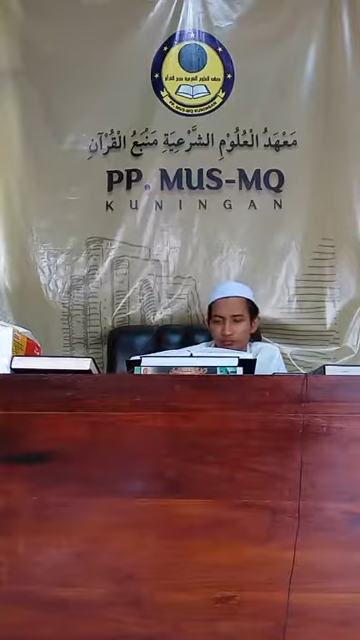 مَعْهَدُ الْعُلُوْمِ الشَّرْعِيَّةِ مَنْبَعُ الْقُرْآنِ
PP. MUS-MQ
KUNINGAN